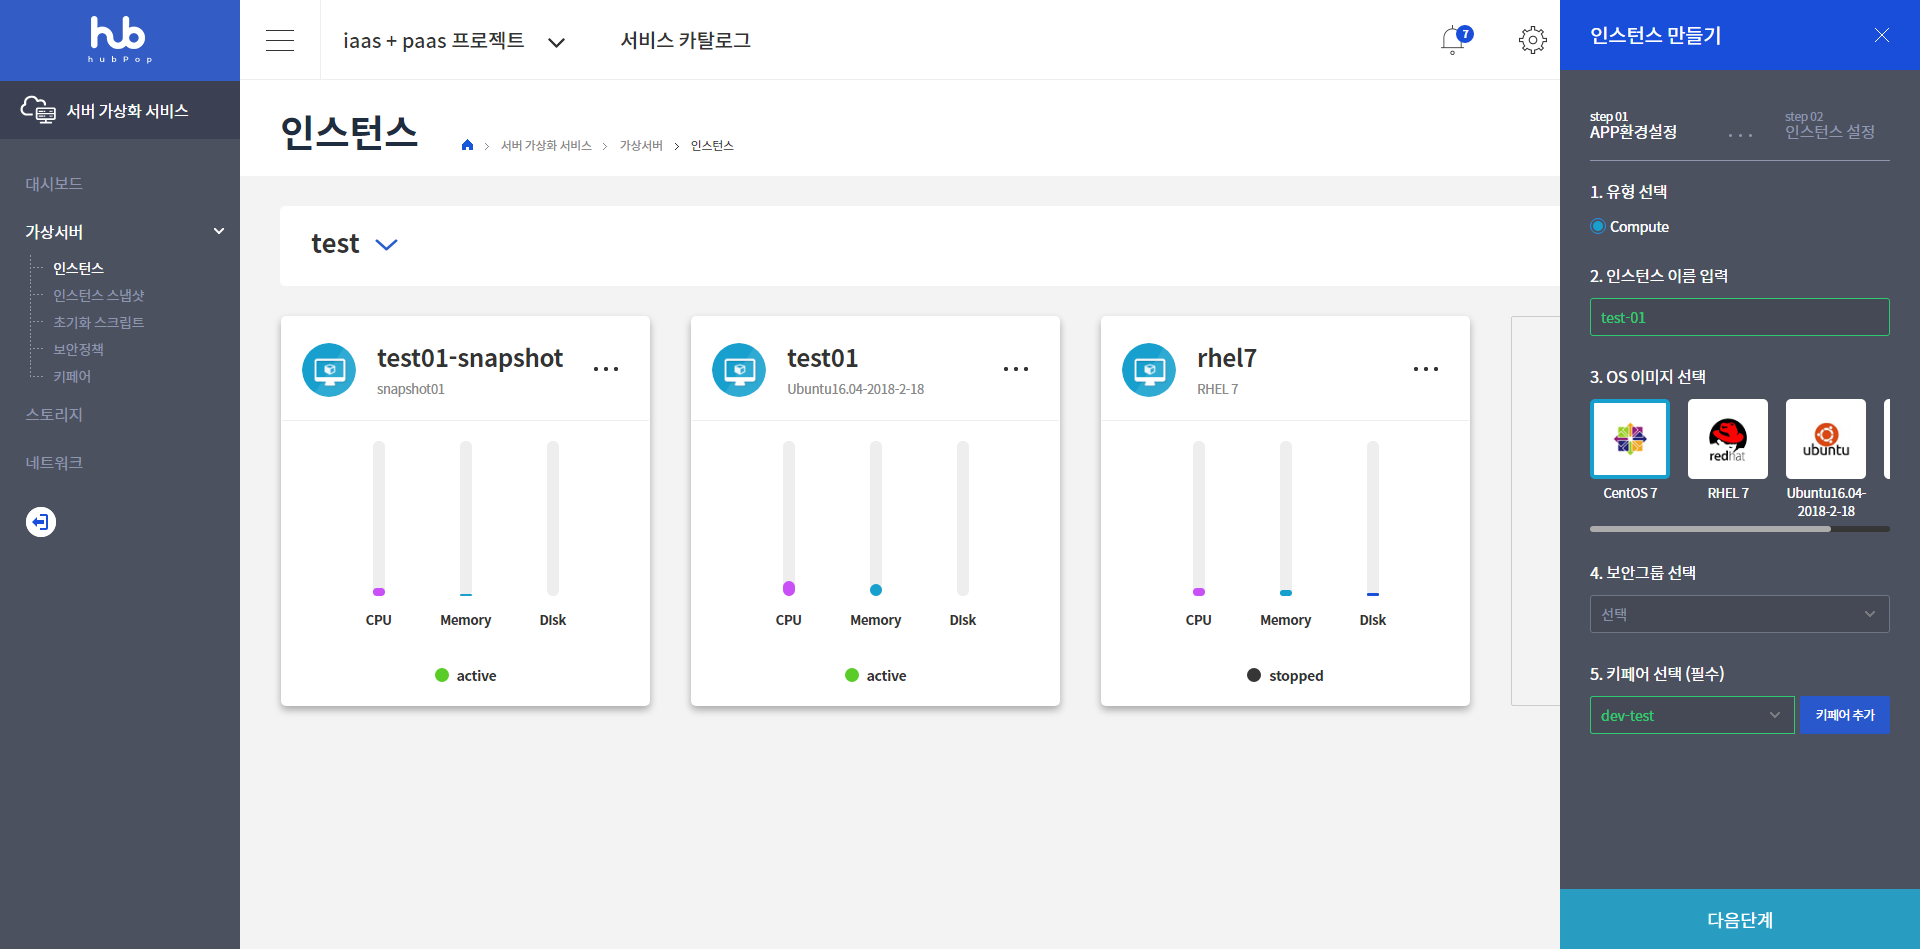 hub
hubPop
서버 가상화 서비스
대시보드
가상서버
인스턴스
인스턴스 스냅샷
초기화 스크립트
보안정책
키페어
스토리지
네트워크
iaas + paas 프로젝트
서비스 카탈로그
7
인스턴스
서버 가상화 서비스
가상서버
인스턴스
test
test01-snapshot
snapshot01
CPU
Memory
Disk
active
test01
Ubuntu16.04-2018-2-18
CPU
Memory
Disk
active
rhel7
RHEL 7
CPU
Memory
Disk
stopped
인스턴스 만들기
step 01
APP환경설정
...
step 02
인스턴스 설정
1. 유형 선택
Compute
2. 인스턴스 이름 입력
test-01
3. OS 이미지 선택
redhat
ubuntu
CentOS 7
RHEL 7
Ubuntu16.04-
2018-2-18
4. 보안그룹 선택
선택
5. 키페어 선택 (필수)
dev-test
키페어 추가
다음단계